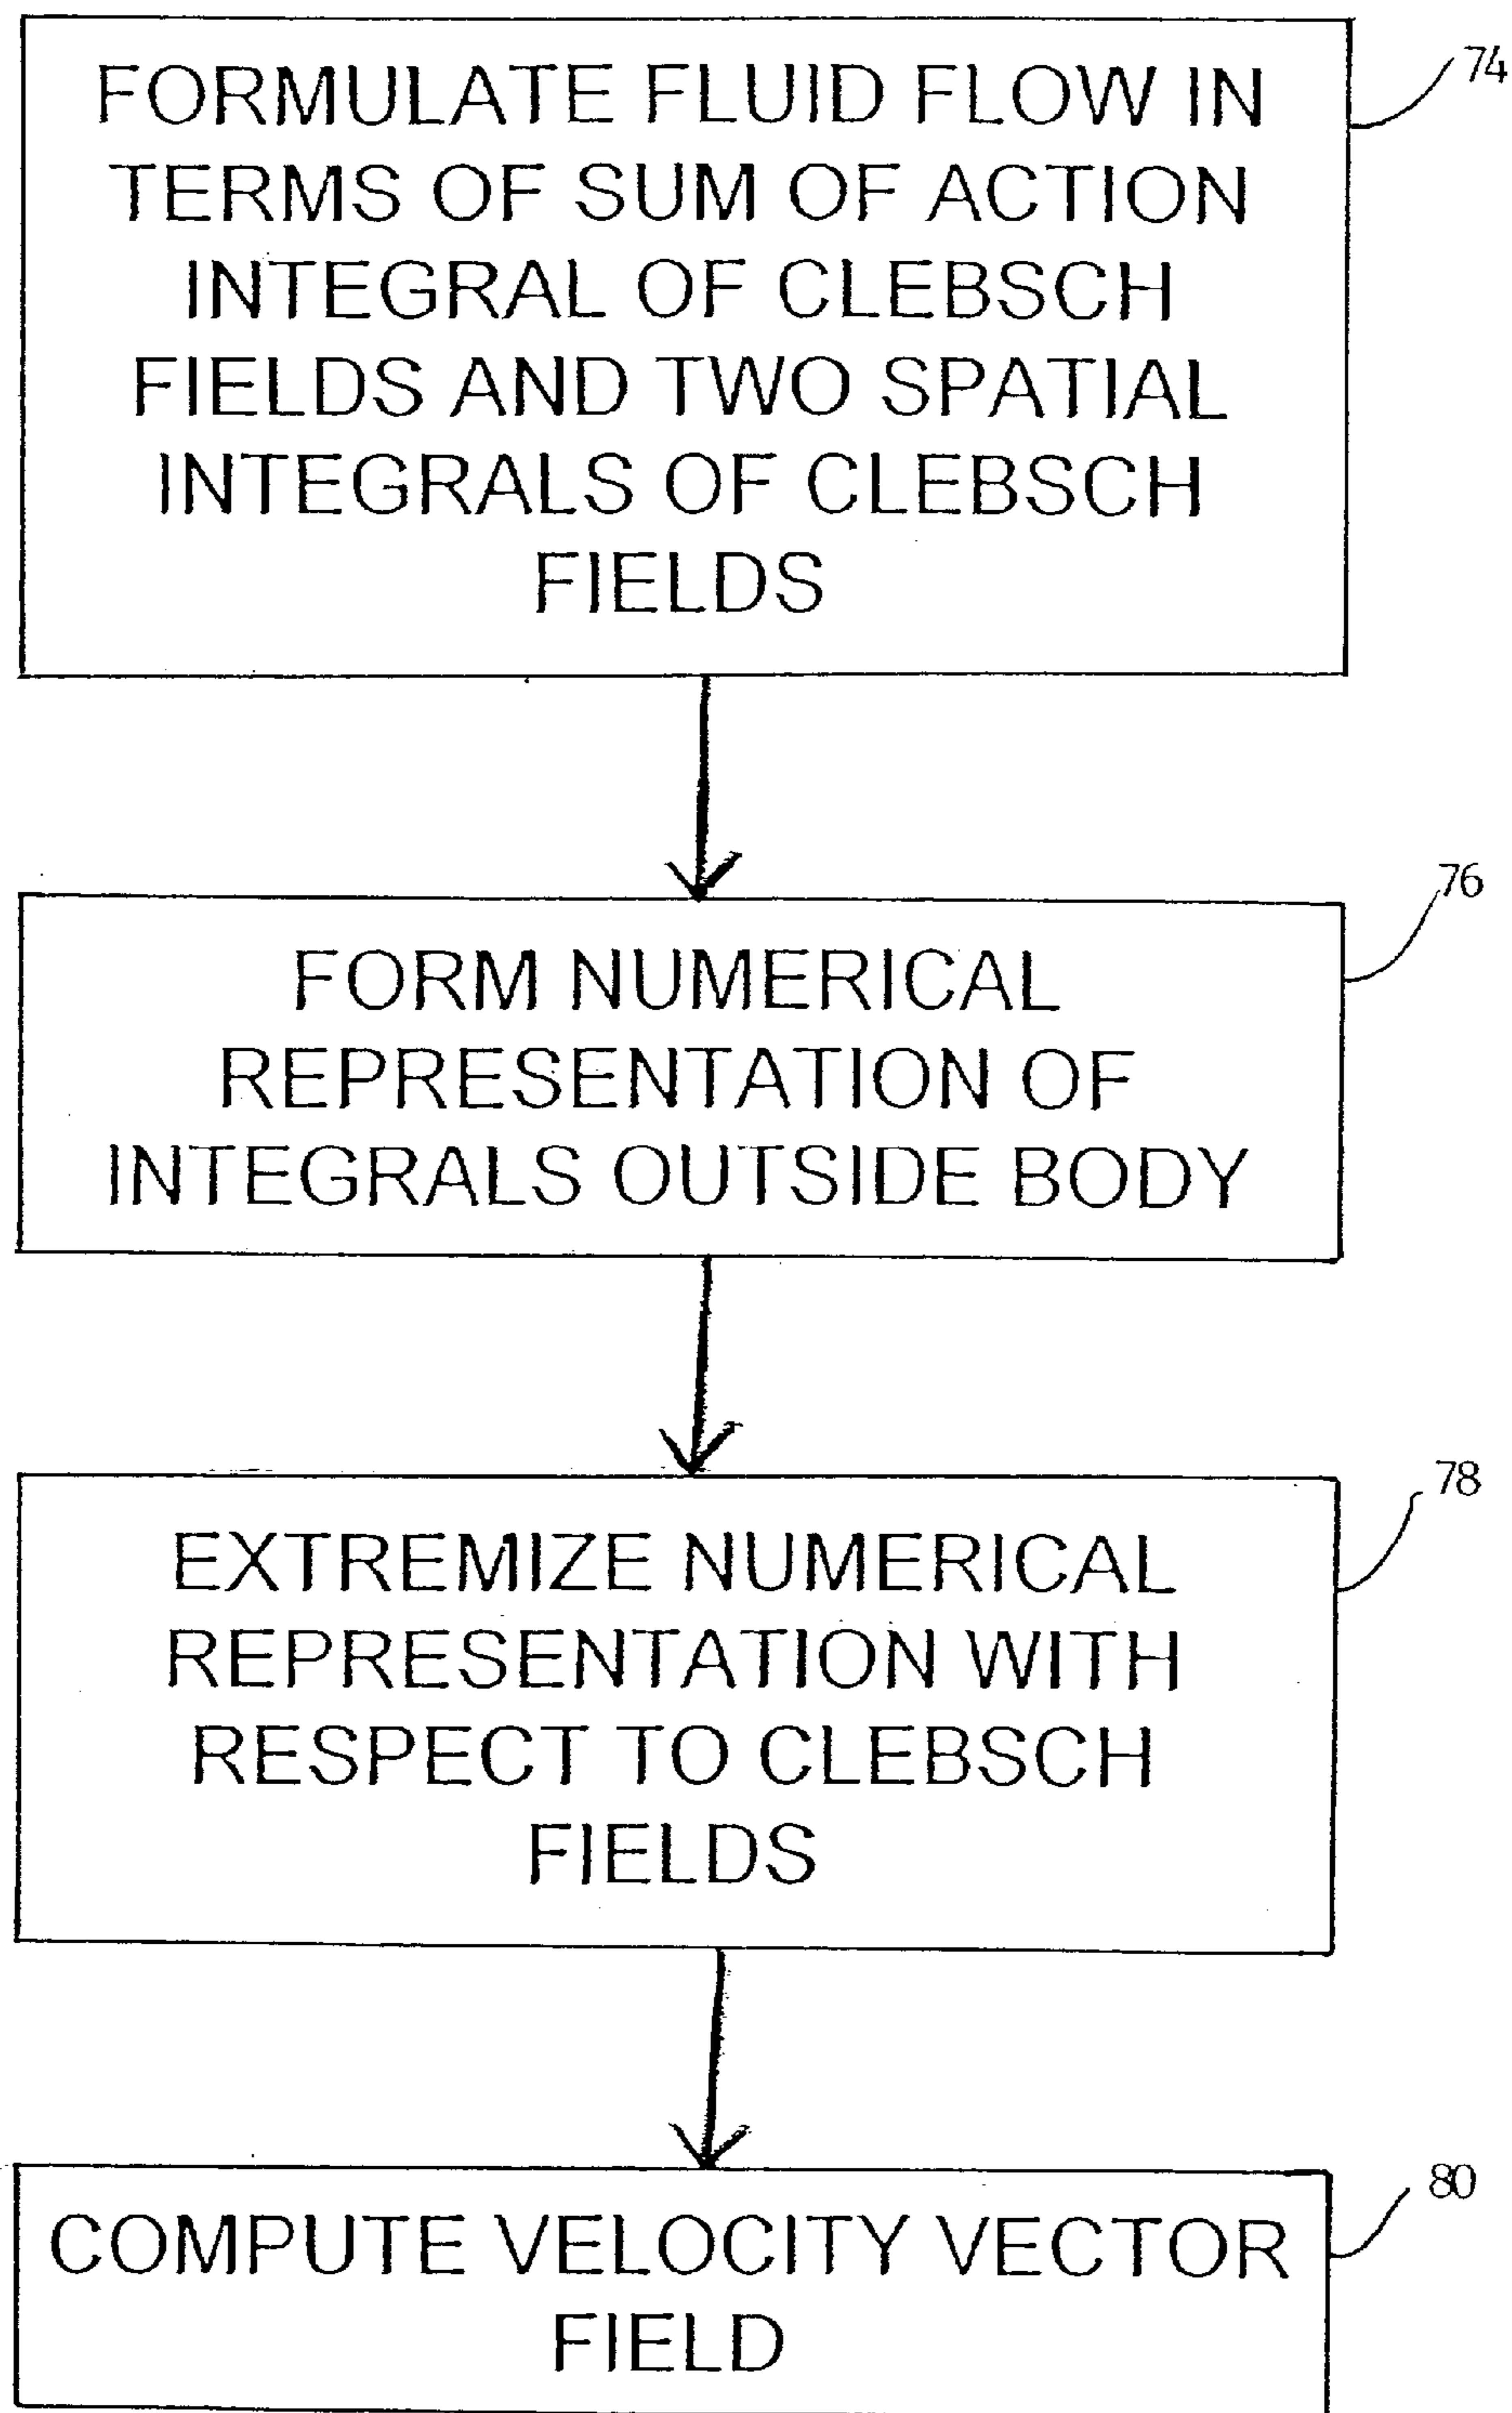 FORMULATE FLUID FLOW IN
TERMS OF SUM OF ACTION
INTEGRAL OF CLEBSCH
FIELDS AND TWO SPATIAL
INTEGRALS OF CLEBSCH
FIELDS
74
FORM NUMERICAL
REPRESENTATION OF
INTEGRALS OUTSIDE BODY
76
EXTREMIZE NUMERICAL
REPRESENTATION WITH
RESPECT TO CLEBSCH
FIELDS
78
COMPUTE VELOCITY VECTOR
FIELD
80